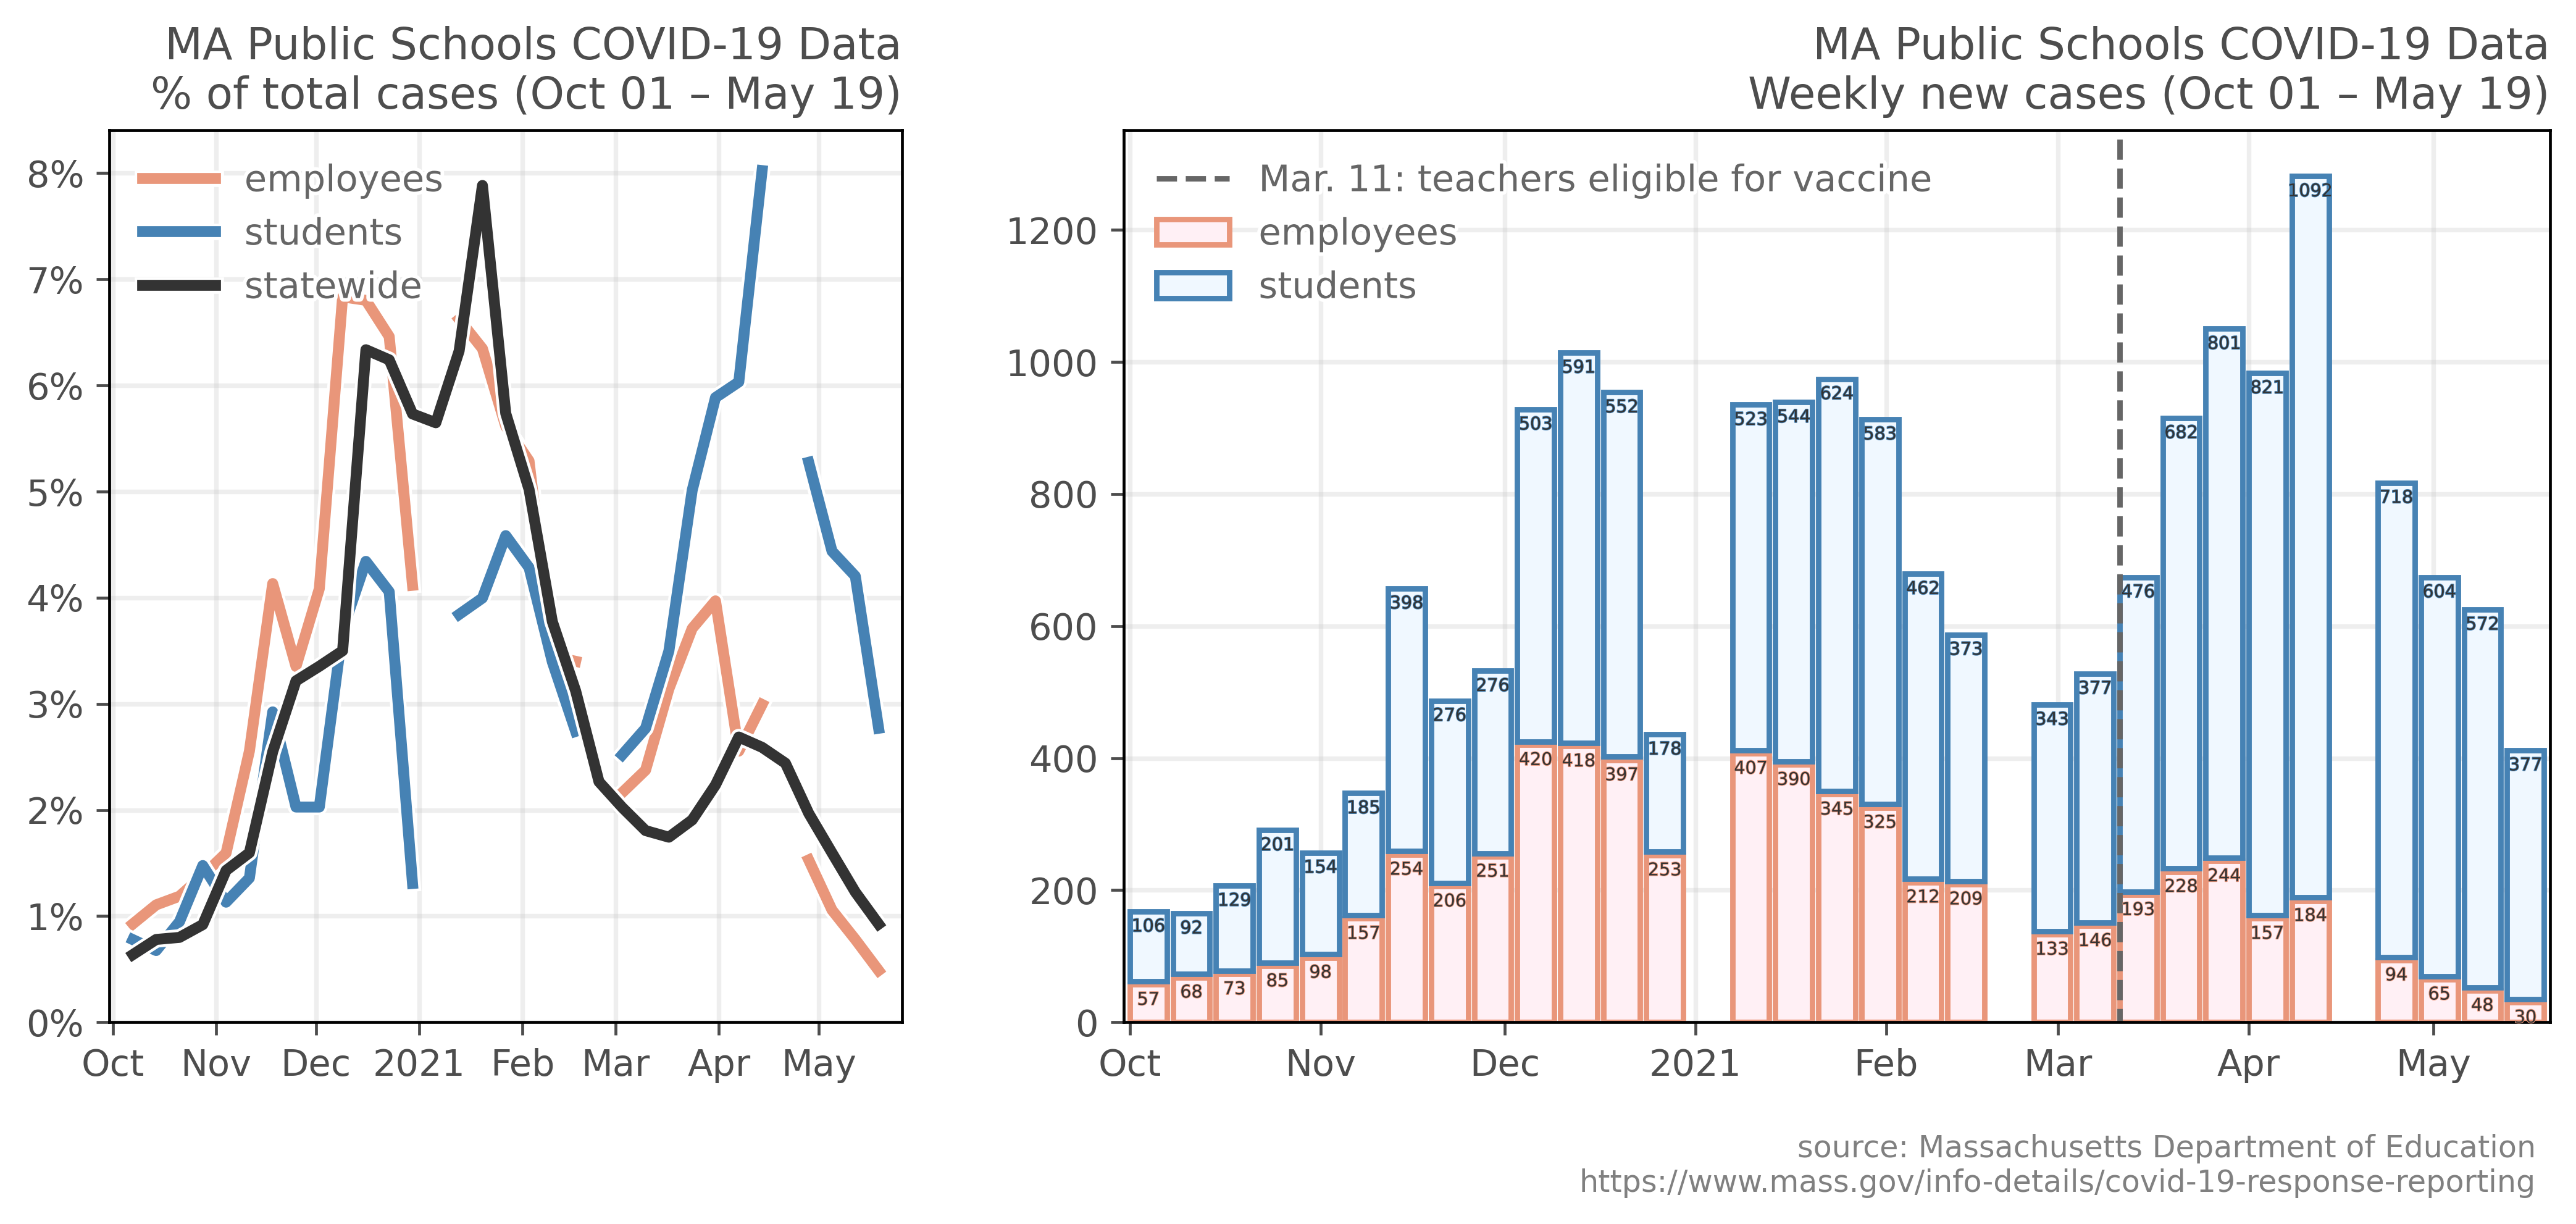 MA Public Schools COVID-19 Data
% of total cases (Oct 01 – May 19)
8%
7%
6%
5%
4%
3%
2%
1%
0%
employees
students
statewide
Oct Nov Dec 2021 Feb Mar Apr May
MA Public Schools COVID-19 Data
Weekly new cases (Oct 01 – May 19)
1200
1000
800
600
400
200
0
Mar. 11: teachers eligible for vaccine
employees
students
106 92 129 201 154 185 398 276 276 503 591 552 178 523 544 624 583 462 373 343 377 476 682 801 821 1092 718 604 572 377
57 68 73 85 98 157 254 206 251 420 418 397 253 407 390 345 325 212 209 133 146 193 228 244 157 184 94 65 48 30
Oct Nov Dec 2021 Feb Mar Apr May
source: Massachusetts Department of Education
https://www.mass.gov/info-details/covid-19-response-reporting